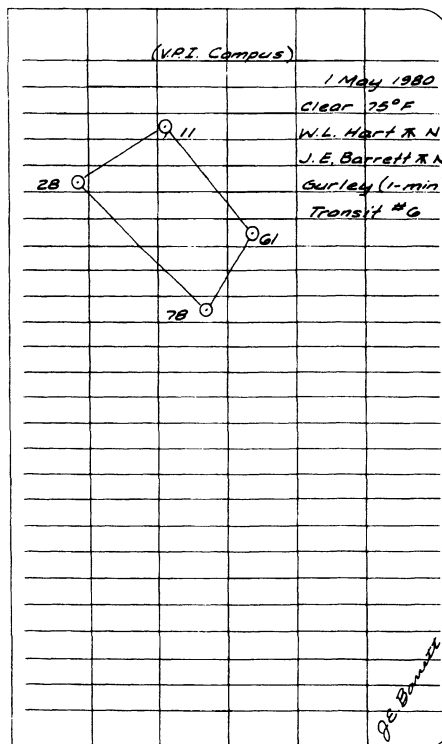 (V.P.I. Campus)
1 May 1980
Clear 75°F
W.L. Hart ⊼ N
J.E. Barrett ⊼ N
Gurley (1-min
Transit #6
11
28
61
78
J.E. Barrett